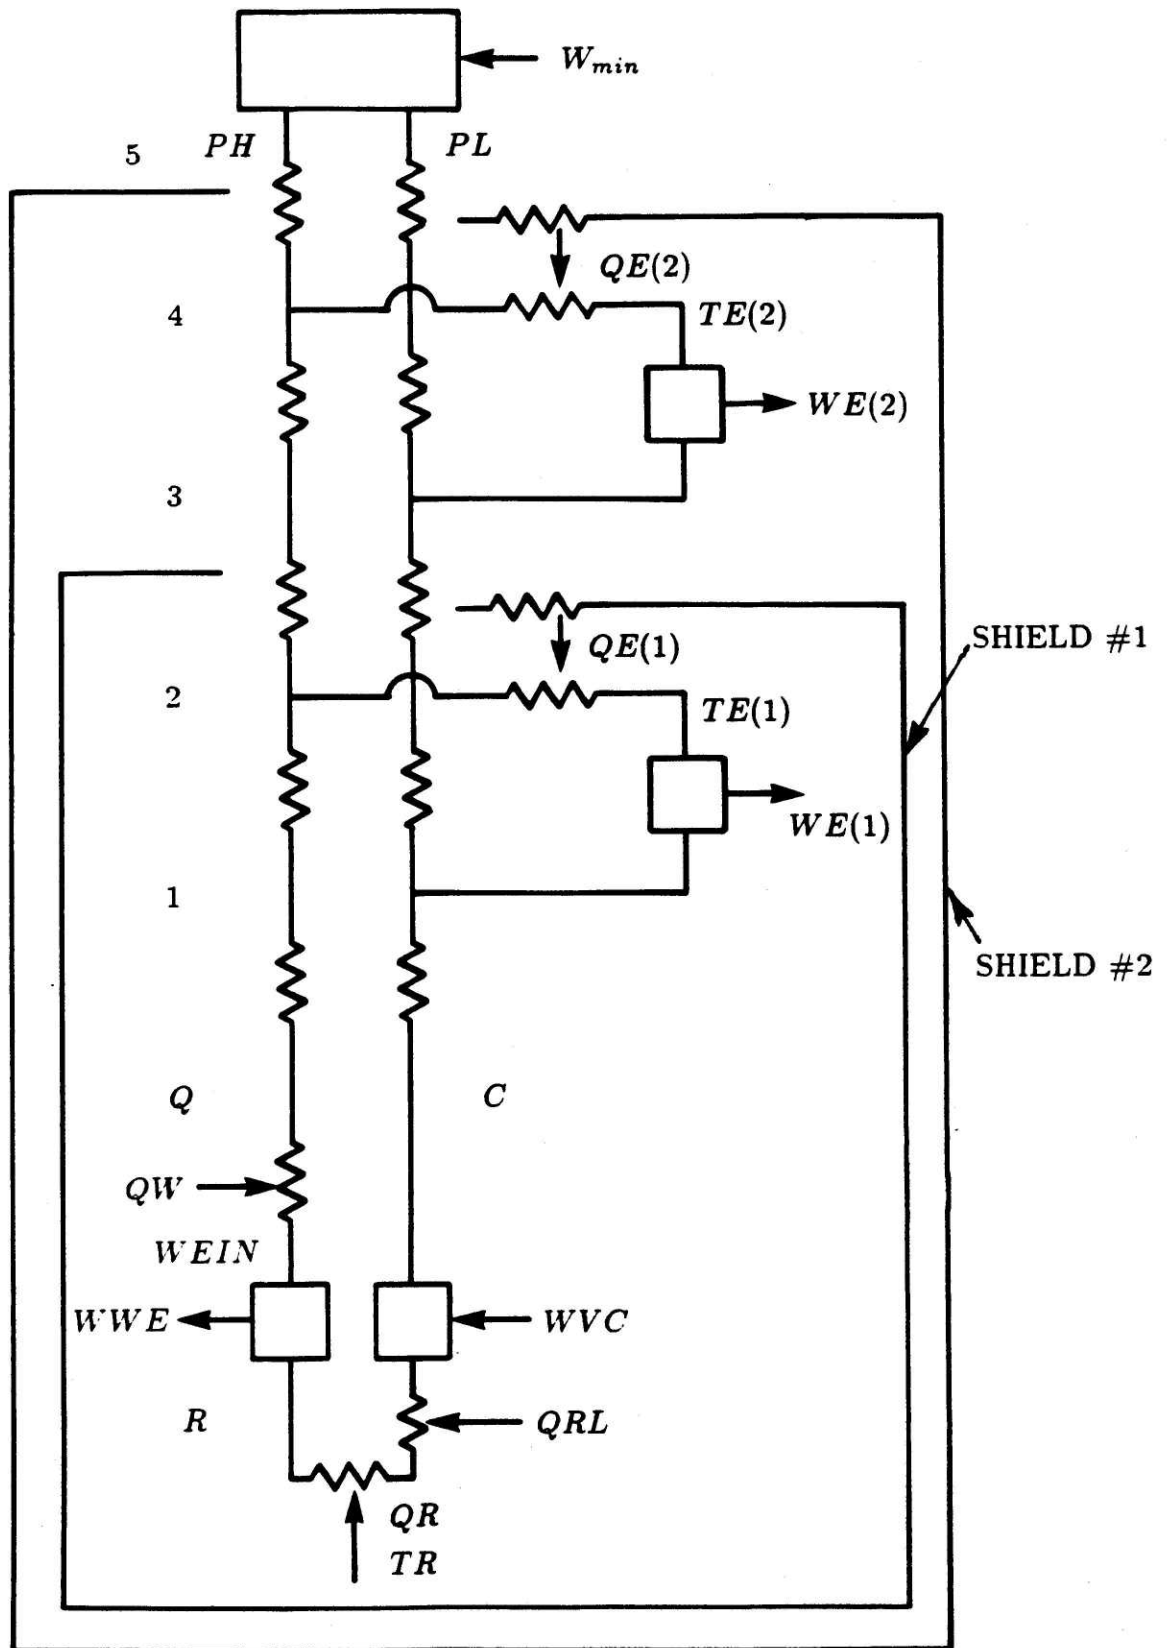 W_min
PH
PL
5
QE(2)
TE(2)
4
WE(2)
3
QE(1)
SHIELD #1
TE(1)
2
WE(1)
1
SHIELD #2
Q
C
QW
WEIN
WWE
WVC
R
QRL
QR
TR